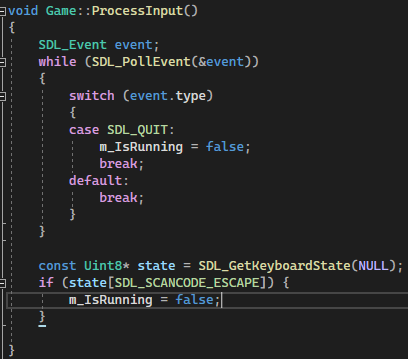 void Game::ProcessInput()
{
    SDL_Event event;
    while (SDL_PollEvent(&event))
    {
        switch (event.type)
        {
        case SDL_QUIT:
            m_IsRunning = false;
            break;
        default:
            break;
        }
    }

    const Uint8* state = SDL_GetKeyboardState(NULL);
    if (state[SDL_SCANCODE_ESCAPE]) {
        m_IsRunning = false;
    }

}